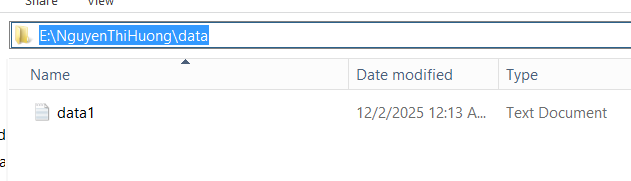 Share View
E:\NguyenThiHuong\data
Name Date modified Type
data1 12/2/2025 12:13 A... Text Document